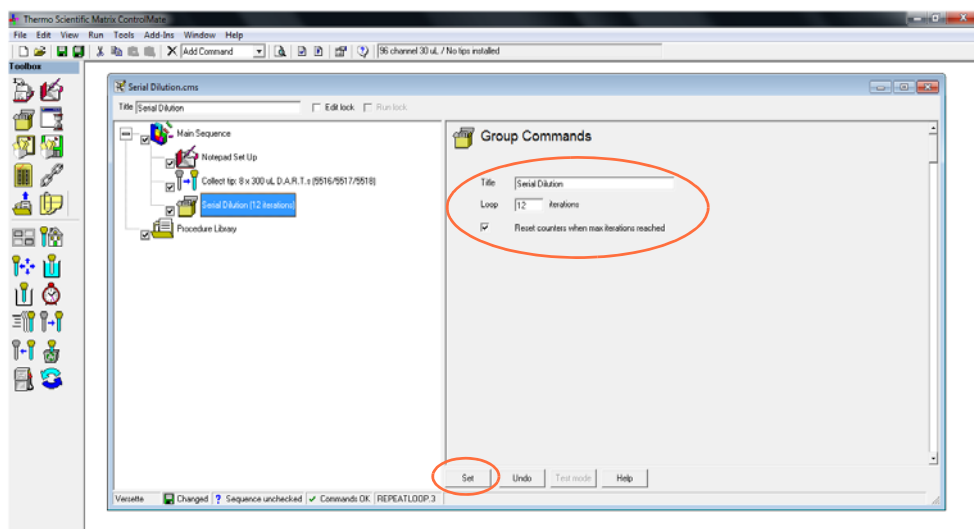 Thermo Scientific Matrix ControlMate
File Edit View Run Tools Add-Ins Window Help
Add Command 96 channel 30 uL / No tips installed
Toolbox
Serial Dilution.cms
Title Serial Dilution Edit lock Run lock
Main Sequence
Notepad Set Up
Collect tip: 8 x 300 uL D.A.R.T.s (5516/5517/5518)
Serial Dilution (12 iterations)
Procedure Library
Group Commands
Title Serial Dilution
Loop 12 iterations
Reset counters when max iterations reached
Set Undo Test mode Help
Versette Changed ? Sequence unchecked Commands OK REPEATLOOP.3